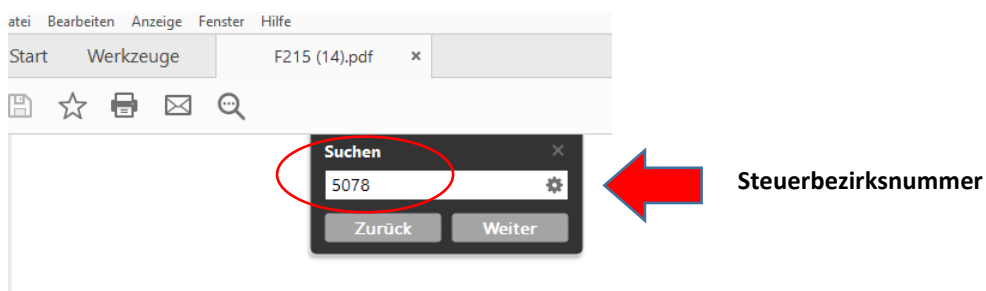 atei Bearbeiten Anzeige Fenster Hilfe
Start Werkzeuge F215 (14).pdf ×
Suchen ×
5078
Steuerbezirksnummer
Zurück Weiter